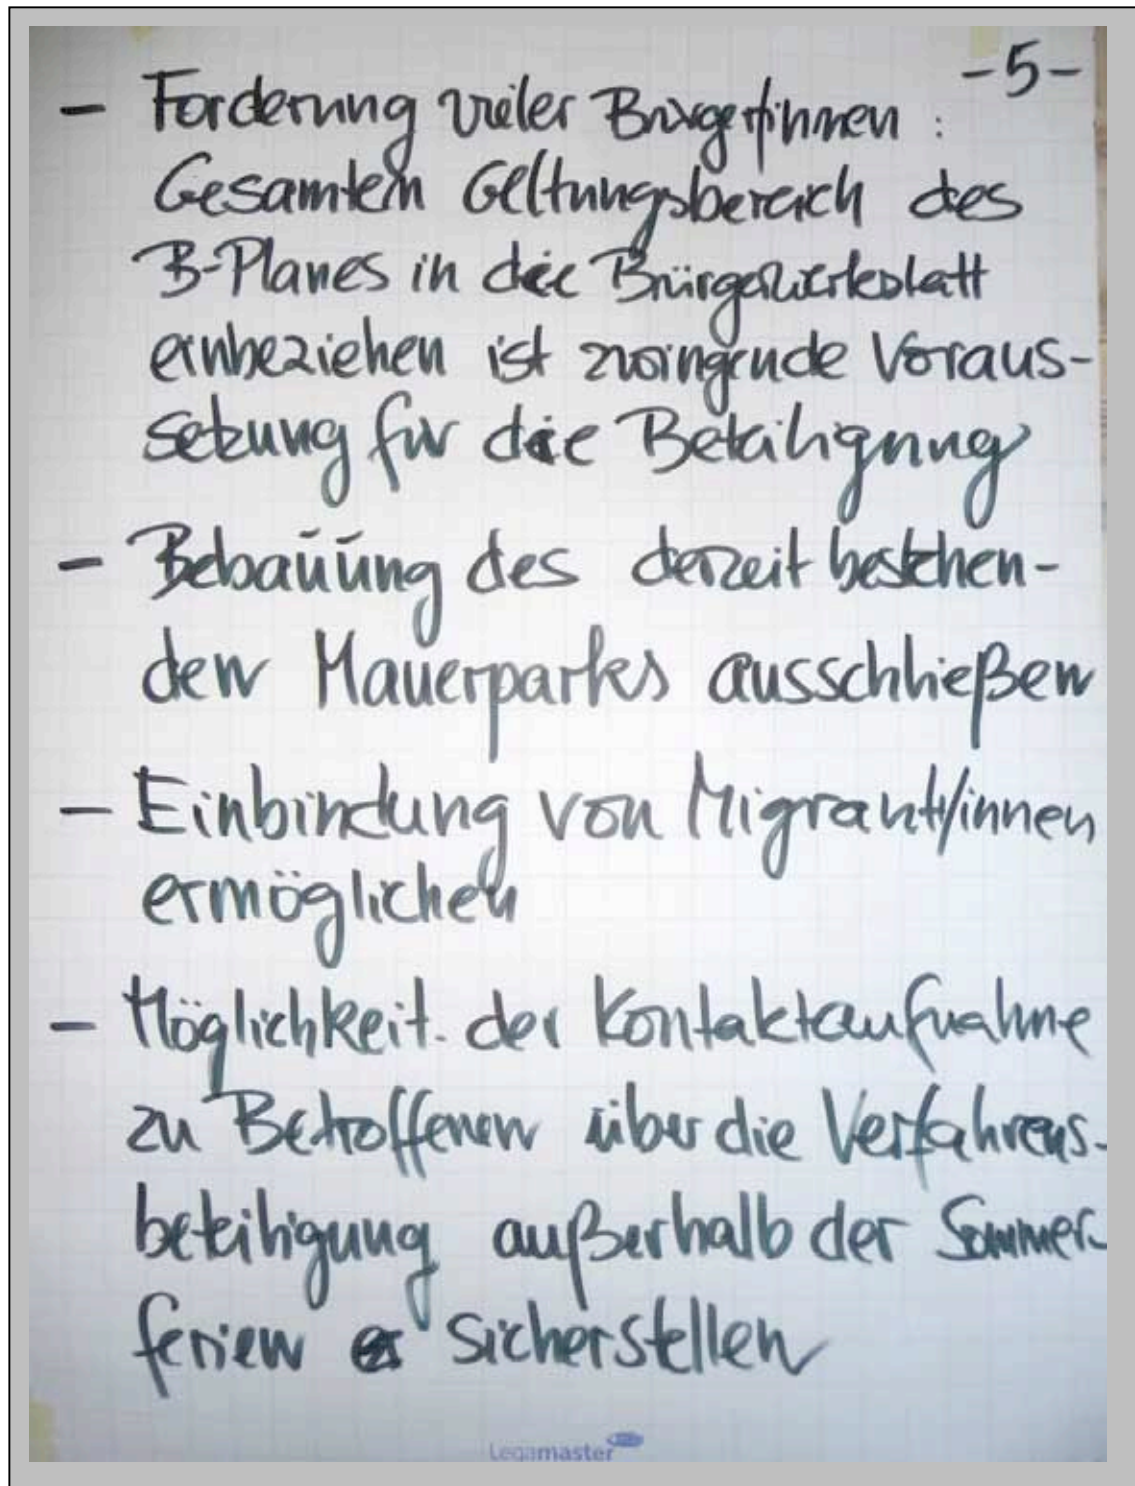 -5-
- Forderung vieler Bürger/innen :
Gesamten Geltungsbereich des
B-Planes in die Bürgerwerkstatt
einbeziehen ist zwingende Voraus-
setzung für die Beteiligung
- Bebauung des derzeit bestehen-
den Mauerparks ausschließen
- Einbindung von Migrant/innen
ermöglichen
- Möglichkeit der Kontaktaufnahme
zu Betroffenen über die Verfahrens-
beteiligung außerhalb der Sommer-
ferien sicherstellen
Legamaster